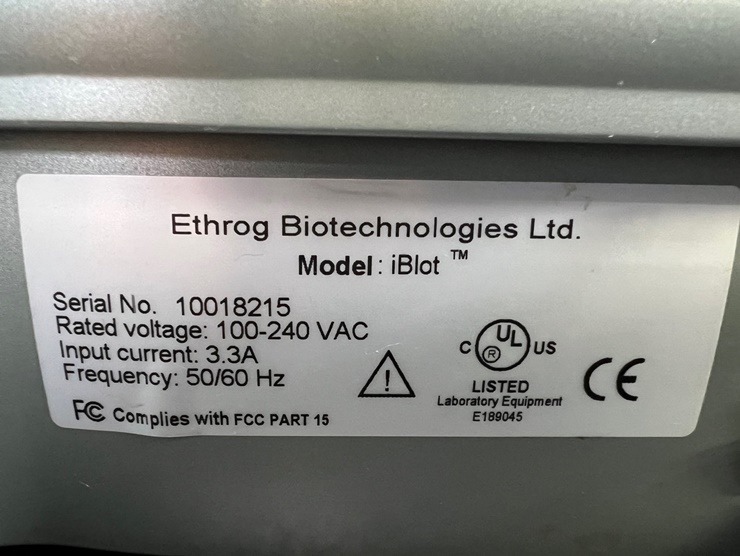 Ethrog Biotechnologies Ltd.
Model: iBlot ™
Serial No. 10018215
Rated voltage: 100-240 VAC
Input current: 3.3A
Frequency: 50/60 Hz
FC Complies with FCC PART 15
!
C UL ® US
LISTED
Laboratory Equipment
E189045
CE